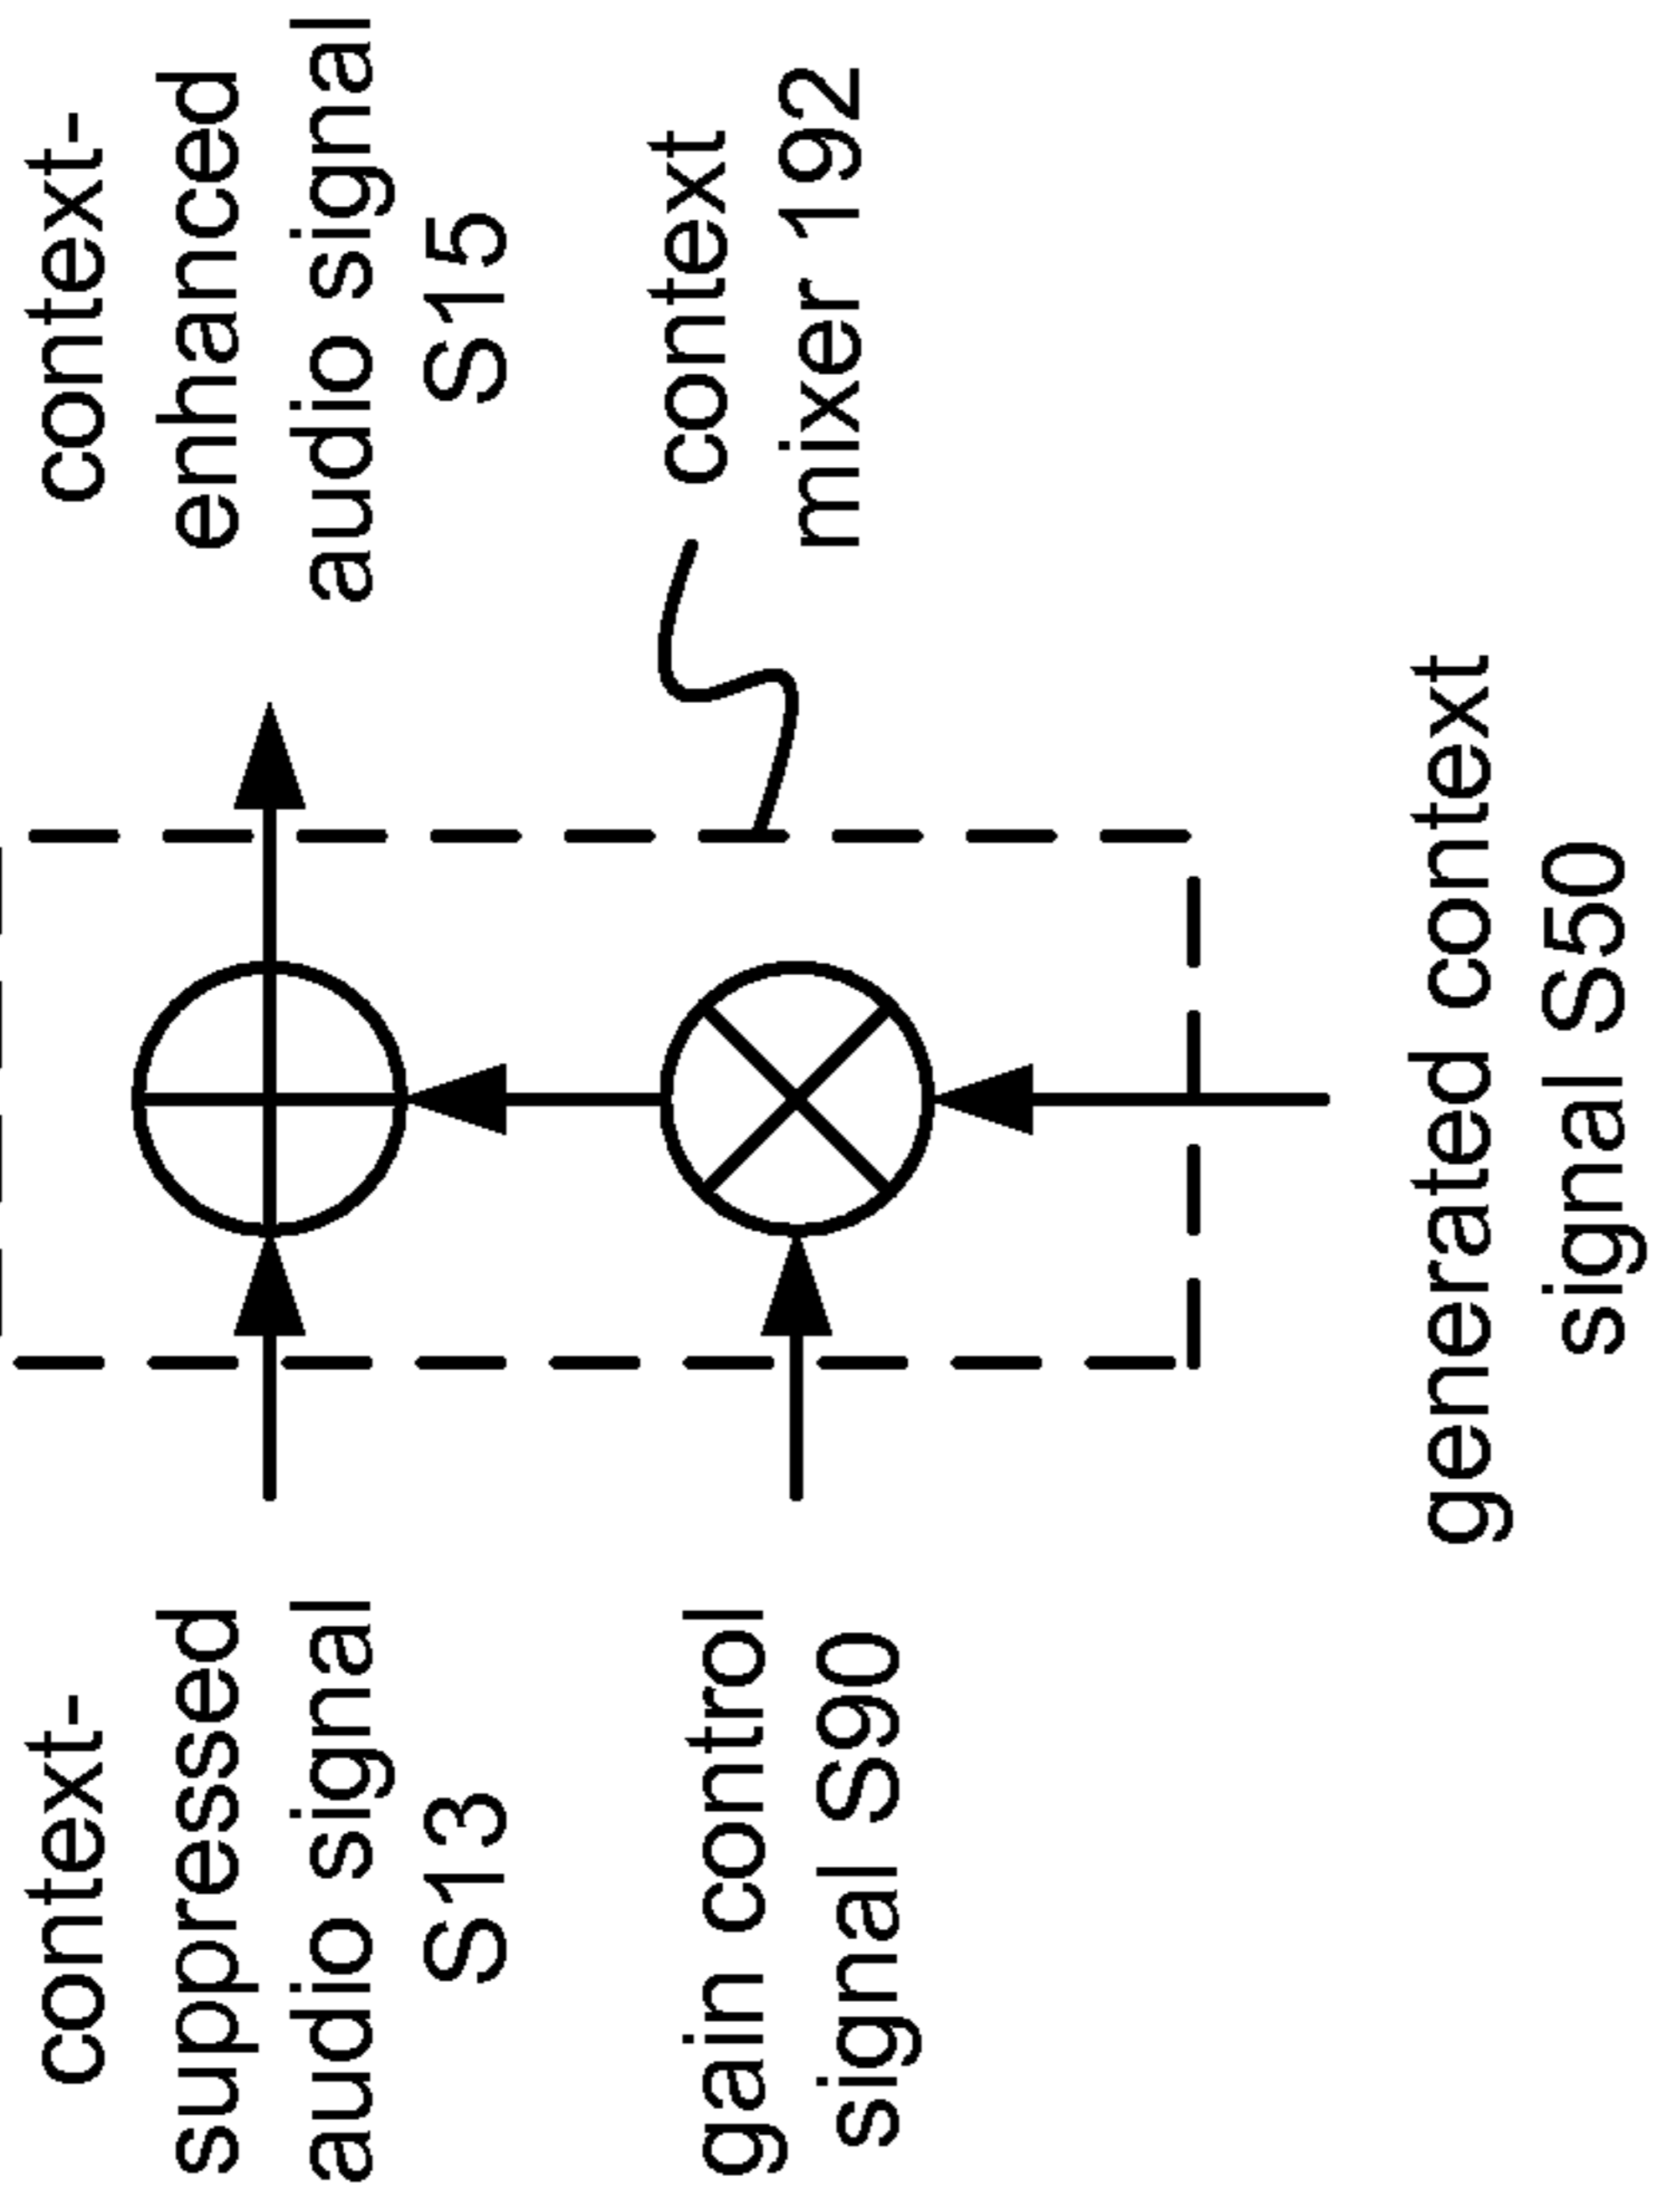 context-
suppressed
audio signal
S13
gain control
signal S90
generated context
signal S50
context-
enhanced
audio signal
S15
context
mixer 192